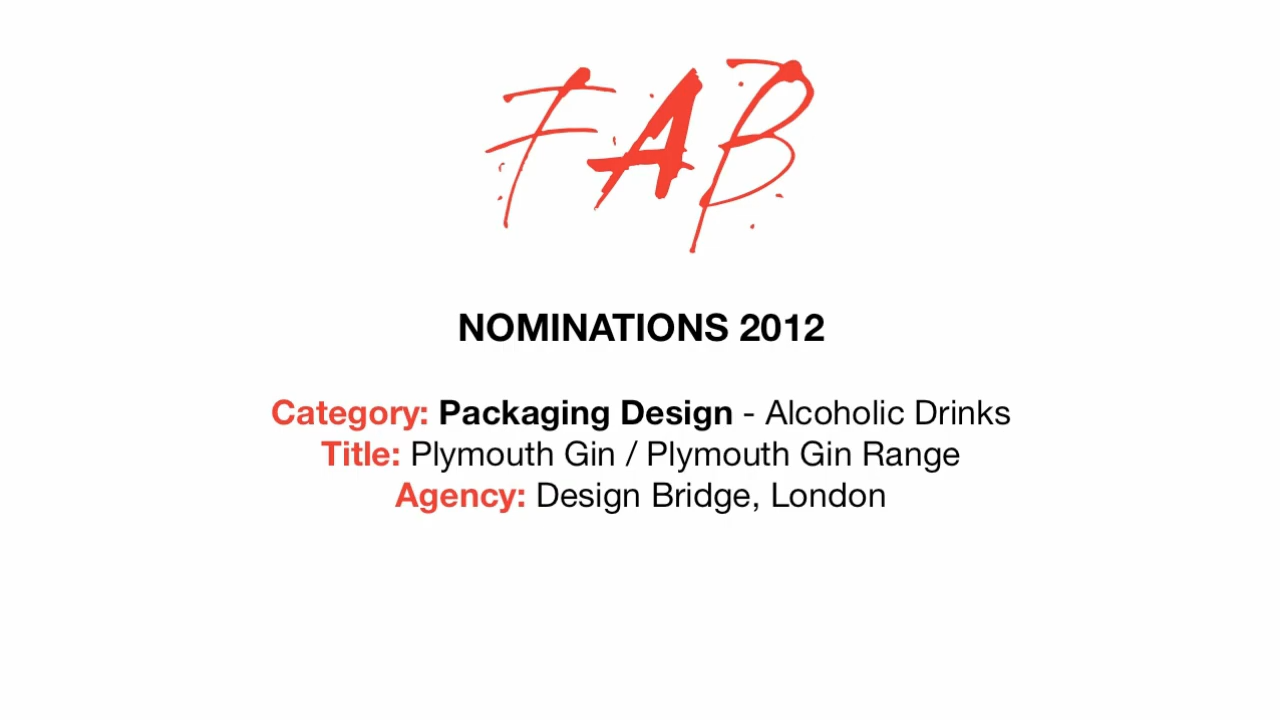 FAB
NOMINATIONS 2012
Category: Packaging Design - Alcoholic Drinks
Title: Plymouth Gin / Plymouth Gin Range
Agency: Design Bridge, London